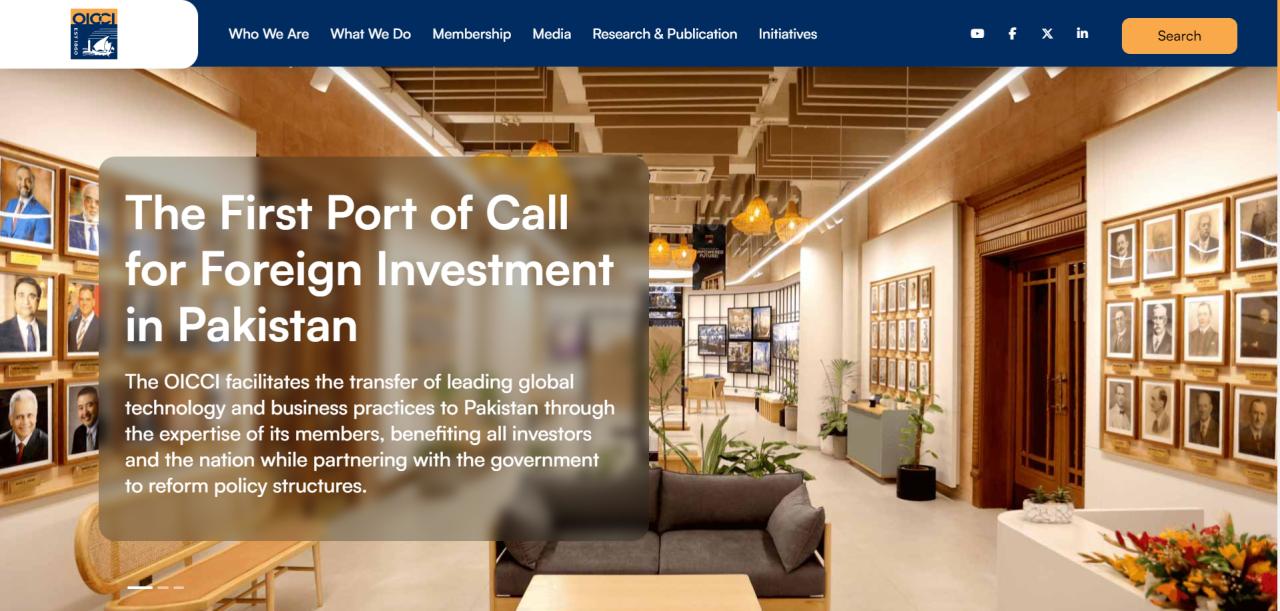 OICCI
EST 1860
Who We Are
What We Do
Membership
Media
Research & Publication
Initiatives
Search
The First Port of Call
for Foreign Investment
in Pakistan
The OICCI facilitates the transfer of leading global
technology and business practices to Pakistan through
the expertise of its members, benefiting all investors
and the nation while partnering with the government
to reform policy structures.